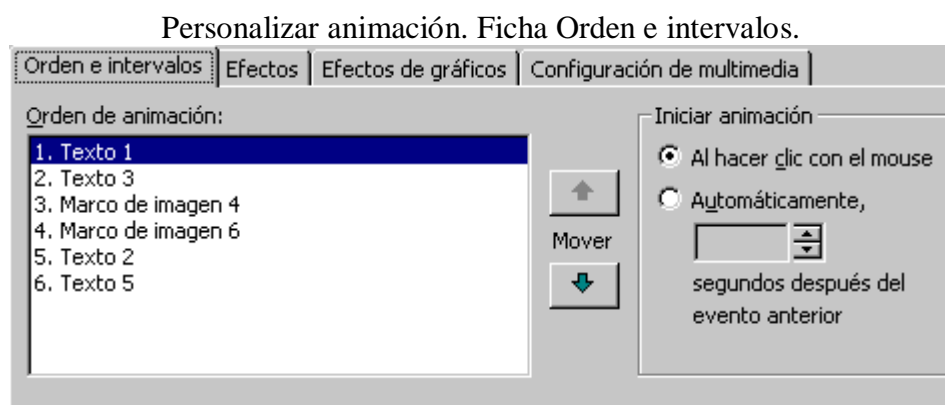 Personalizar animación. Ficha Orden e intervalos.
Orden e intervalos
Efectos
Efectos de gráficos
Configuración de multimedia
Orden de animación:
1. Texto 1
2. Texto 3
3. Marco de imagen 4
4. Marco de imagen 6
5. Texto 2
6. Texto 5
Mover
Iniciar animación
Al hacer clic con el mouse
Automáticamente,
segundos después del
evento anterior